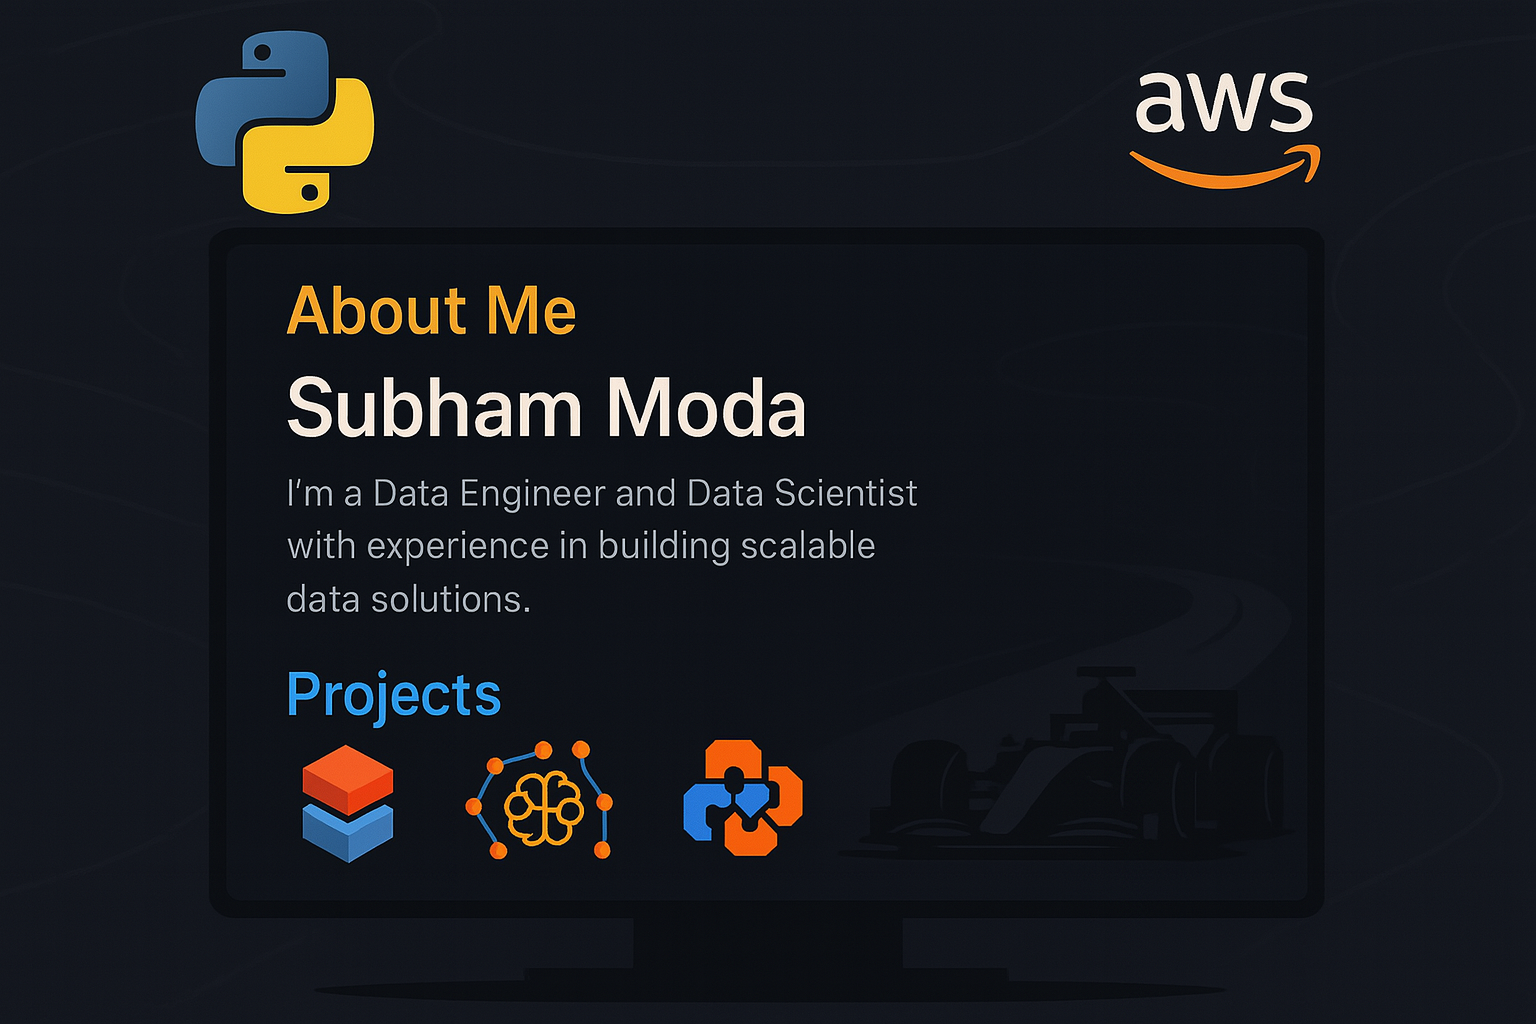 aws
About Me
Subham Moda
I'm a Data Engineer and Data Scientist
with experience in building scalable
data solutions.
Projects